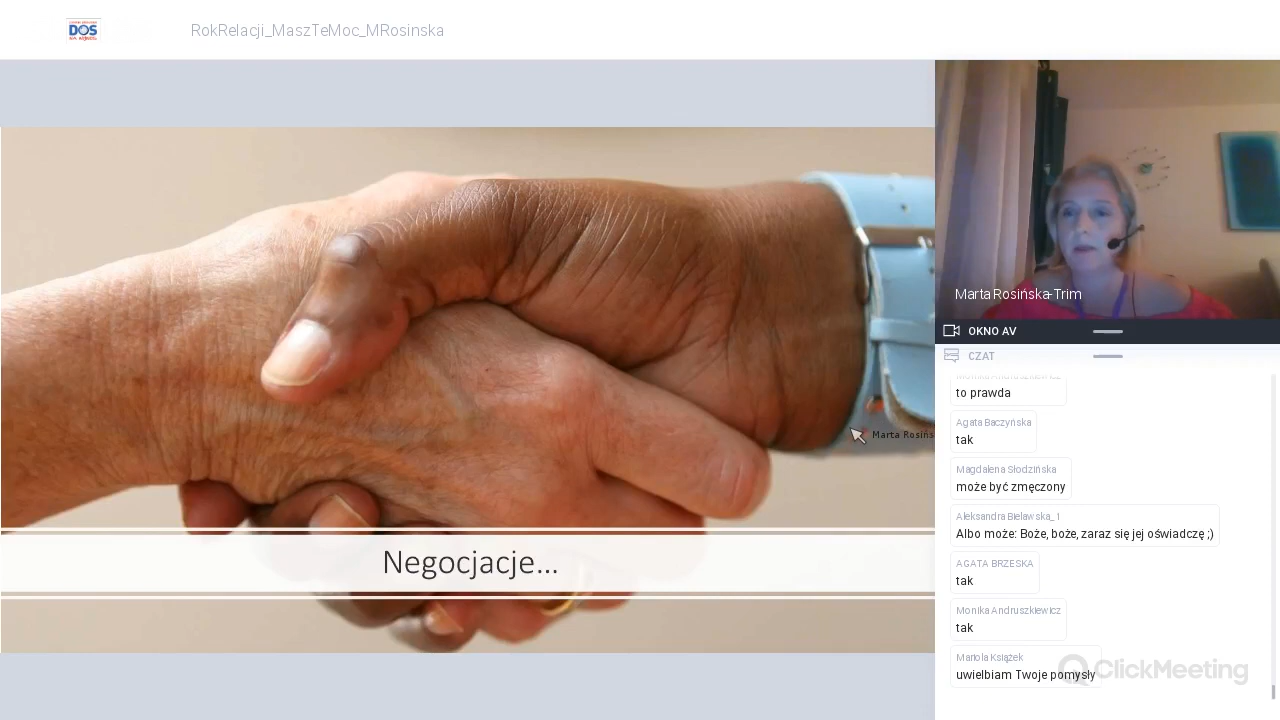 DOS
RokRelacji_MaszTeMoc_MRosinska
Marta Rosińska-Trim
OKNO AV
CZAT
Marta Rosińs
Negocjacje...
Monika Andruszkiewicz
to prawda
Agata Baczyńska
tak
Magdalena Słodzińska
może być zmęczony
Aleksandra Bielawska_1
Albo może: Boże, boże, zaraz się jej oświadczę ;)
AGATA BRZESKA
tak
Monika Andruszkiewicz
tak
Mariola Książek
uwielbiam Twoje pomysły
ClickMeeting